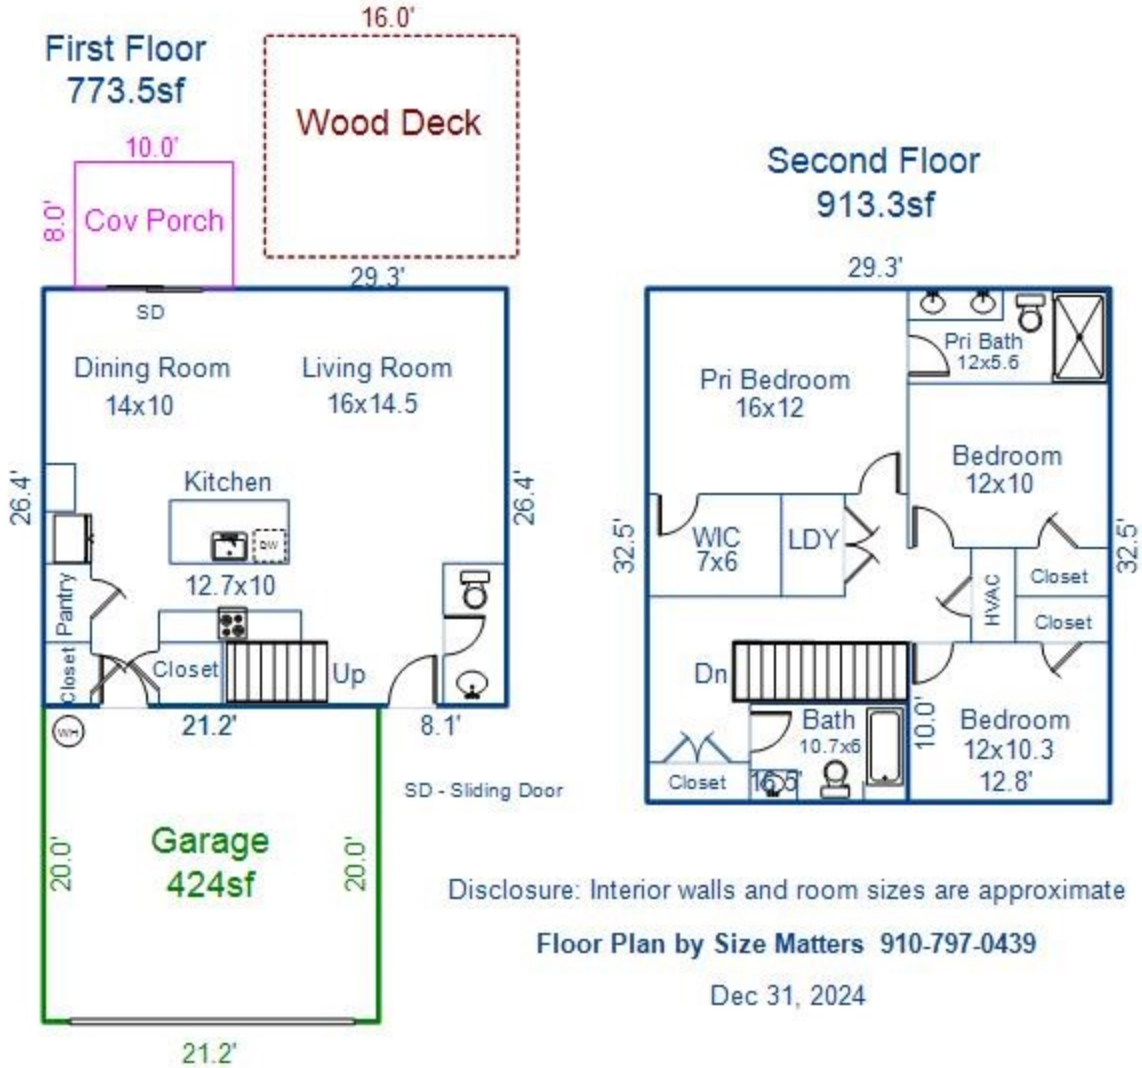 First Floor
773.5sf
16.0'
Wood Deck
10.0'
8.0'
Cov Porch
29.3'
SD
Dining Room
14x10
Living Room
16x14.5
26.4'
26.4'
Kitchen
DW
12.7x10
Pantry
Closet
Closet
Up
WH
21.2'
8.1'
SD - Sliding Door
Garage
424sf
20.0'
20.0'
21.2'
Second Floor
913.3sf
29.3'
Pri Bedroom
16x12
Pri Bath
12x5.6
Bedroom
12x10
32.5'
32.5'
WIC
7x6
LDY
HVAC
Closet
Closet
Dn
Bath
10.7x6
10.0'
Bedroom
12x10.3
12.8'
Closet
16.5'
Disclosure: Interior walls and room sizes are approximate
Floor Plan by Size Matters 910-797-0439
Dec 31, 2024